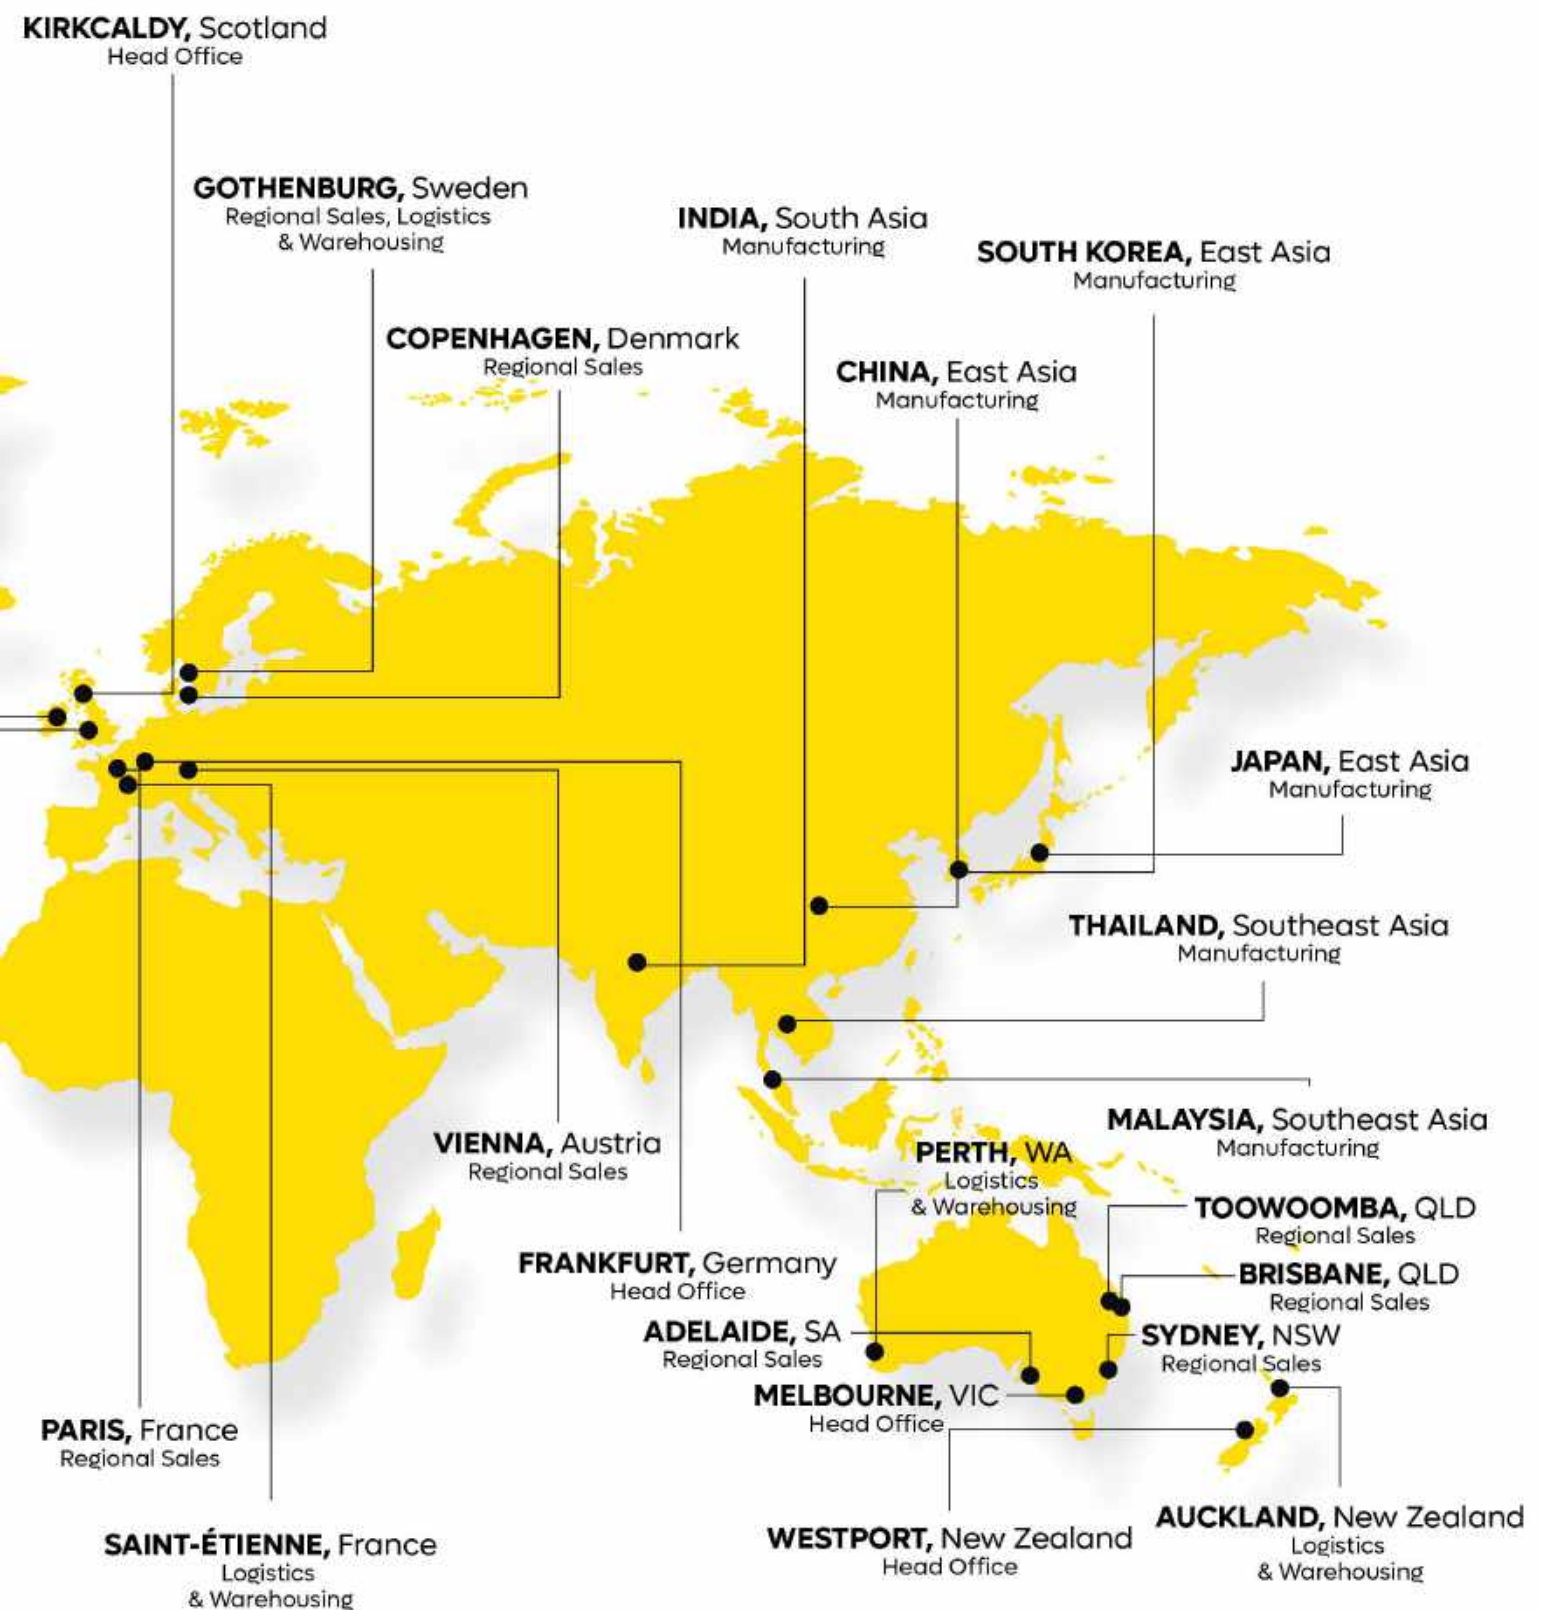 KIRKCALDY, Scotland
Head Office
GOTHENBURG, Sweden
Regional Sales, Logistics
& Warehousing
INDIA, South Asia
Manufacturing
SOUTH KOREA, East Asia
Manufacturing
COPENHAGEN, Denmark
Regional Sales
CHINA, East Asia
Manufacturing
JAPAN, East Asia
Manufacturing
THAILAND, Southeast Asia
Manufacturing
MALAYSIA, Southeast Asia
Manufacturing
VIENNA, Austria
Regional Sales
PERTH, WA
Logistics
& Warehousing
TOOWOOMBA, QLD
Regional Sales
FRANKFURT, Germany
Head Office
BRISBANE, QLD
Regional Sales
ADELAIDE, SA
Regional Sales
SYDNEY, NSW
Regional Sales
MELBOURNE, VIC
Head Office
PARIS, France
Regional Sales
SAINT-ÉTIENNE, France
Logistics
& Warehousing
WESTPORT, New Zealand
Head Office
AUCKLAND, New Zealand
Logistics
& Warehousing